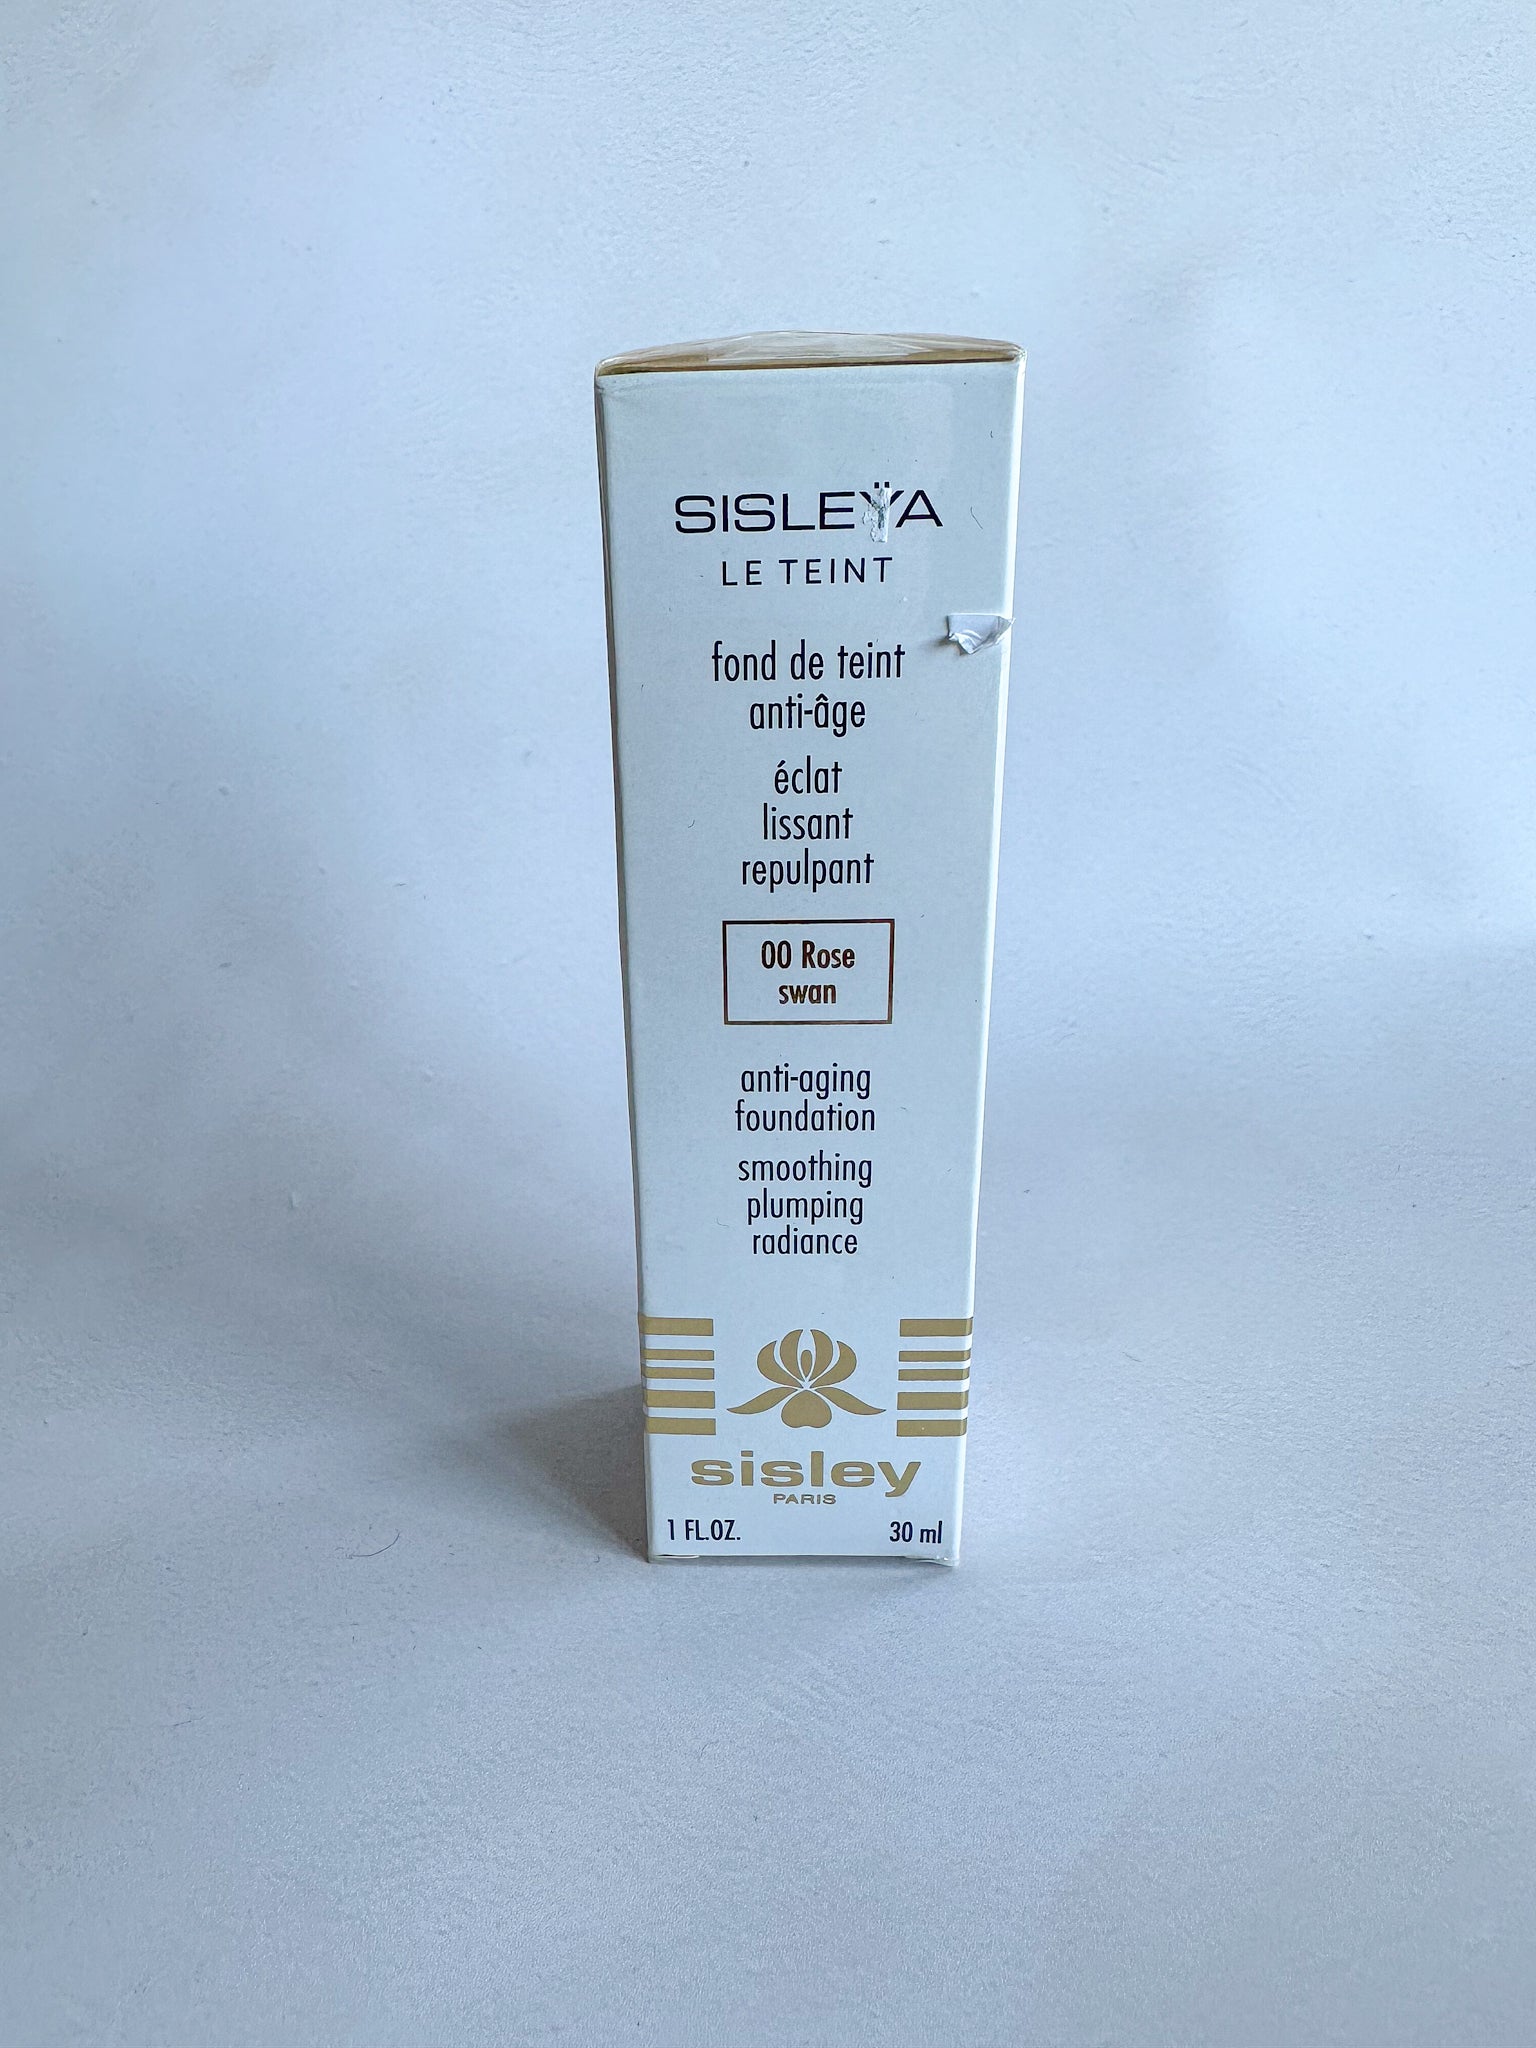 SISLEŸA
LE TEINT
fond de teint
anti-âge
éclat
lissant
repulpant
00 Rose
swan
anti-aging
foundation
smoothing
plumping
radiance
sisley
PARIS
1 FL.OZ. 30 ml